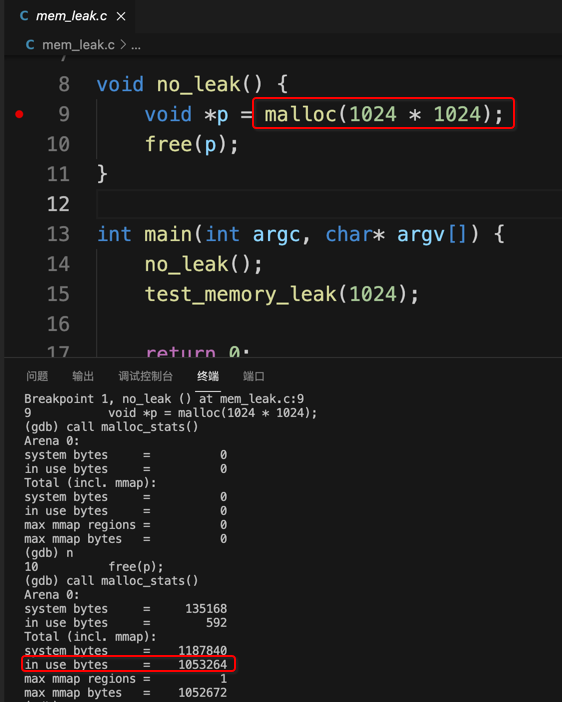 C mem_leak.c ×
C mem_leak.c > ...
8 void no_leak() {
9 void *p = malloc(1024 * 1024);
10 free(p);
11 }
12
13 int main(int argc, char* argv[]) {
14 no_leak();
15 test_memory_leak(1024);
16
17 return 0;
问题 输出 调试控制台 终端 端口
Breakpoint 1, no_leak () at mem_leak.c:9
9 void *p = malloc(1024 * 1024);
(gdb) call malloc_stats()
Arena 0:
system bytes = 0
in use bytes = 0
Total (incl. mmap):
system bytes = 0
in use bytes = 0
max mmap regions = 0
max mmap bytes = 0
(gdb) n
10 free(p);
(gdb) call malloc_stats()
Arena 0:
system bytes = 135168
in use bytes = 592
Total (incl. mmap):
system bytes = 1187840
in use bytes = 1053264
max mmap regions = 1
max mmap bytes = 1052672